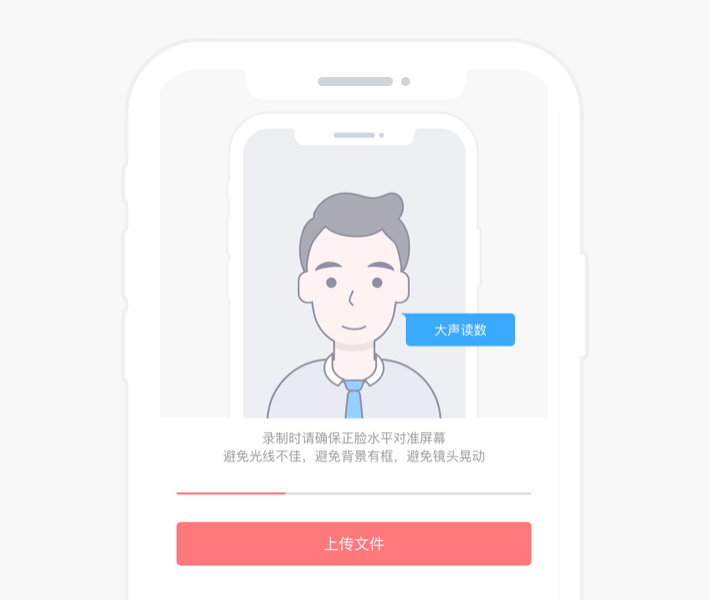 大声读数
录制时请确保正脸水平对准屏幕
避免光线不佳，避免背景有框，避免镜头晃动
上传文件